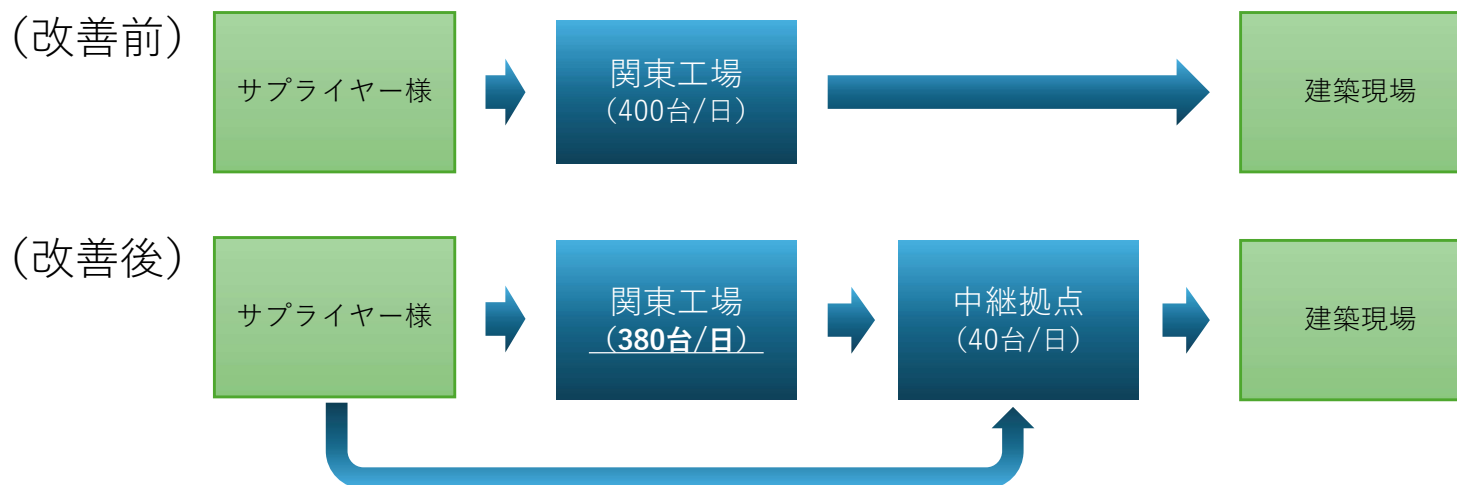 (改善前)
サプライヤー様
関東工場
(400台/日)
建築現場
(改善後)
サプライヤー様
関東工場
(380台/日)
中継拠点
(40台/日)
建築現場